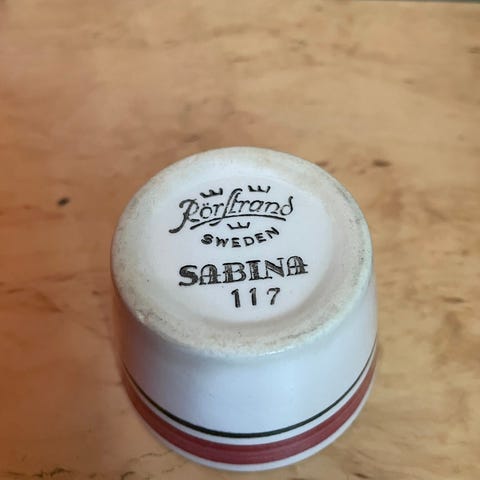 Rörstrand
SWEDEN
SABINA
117